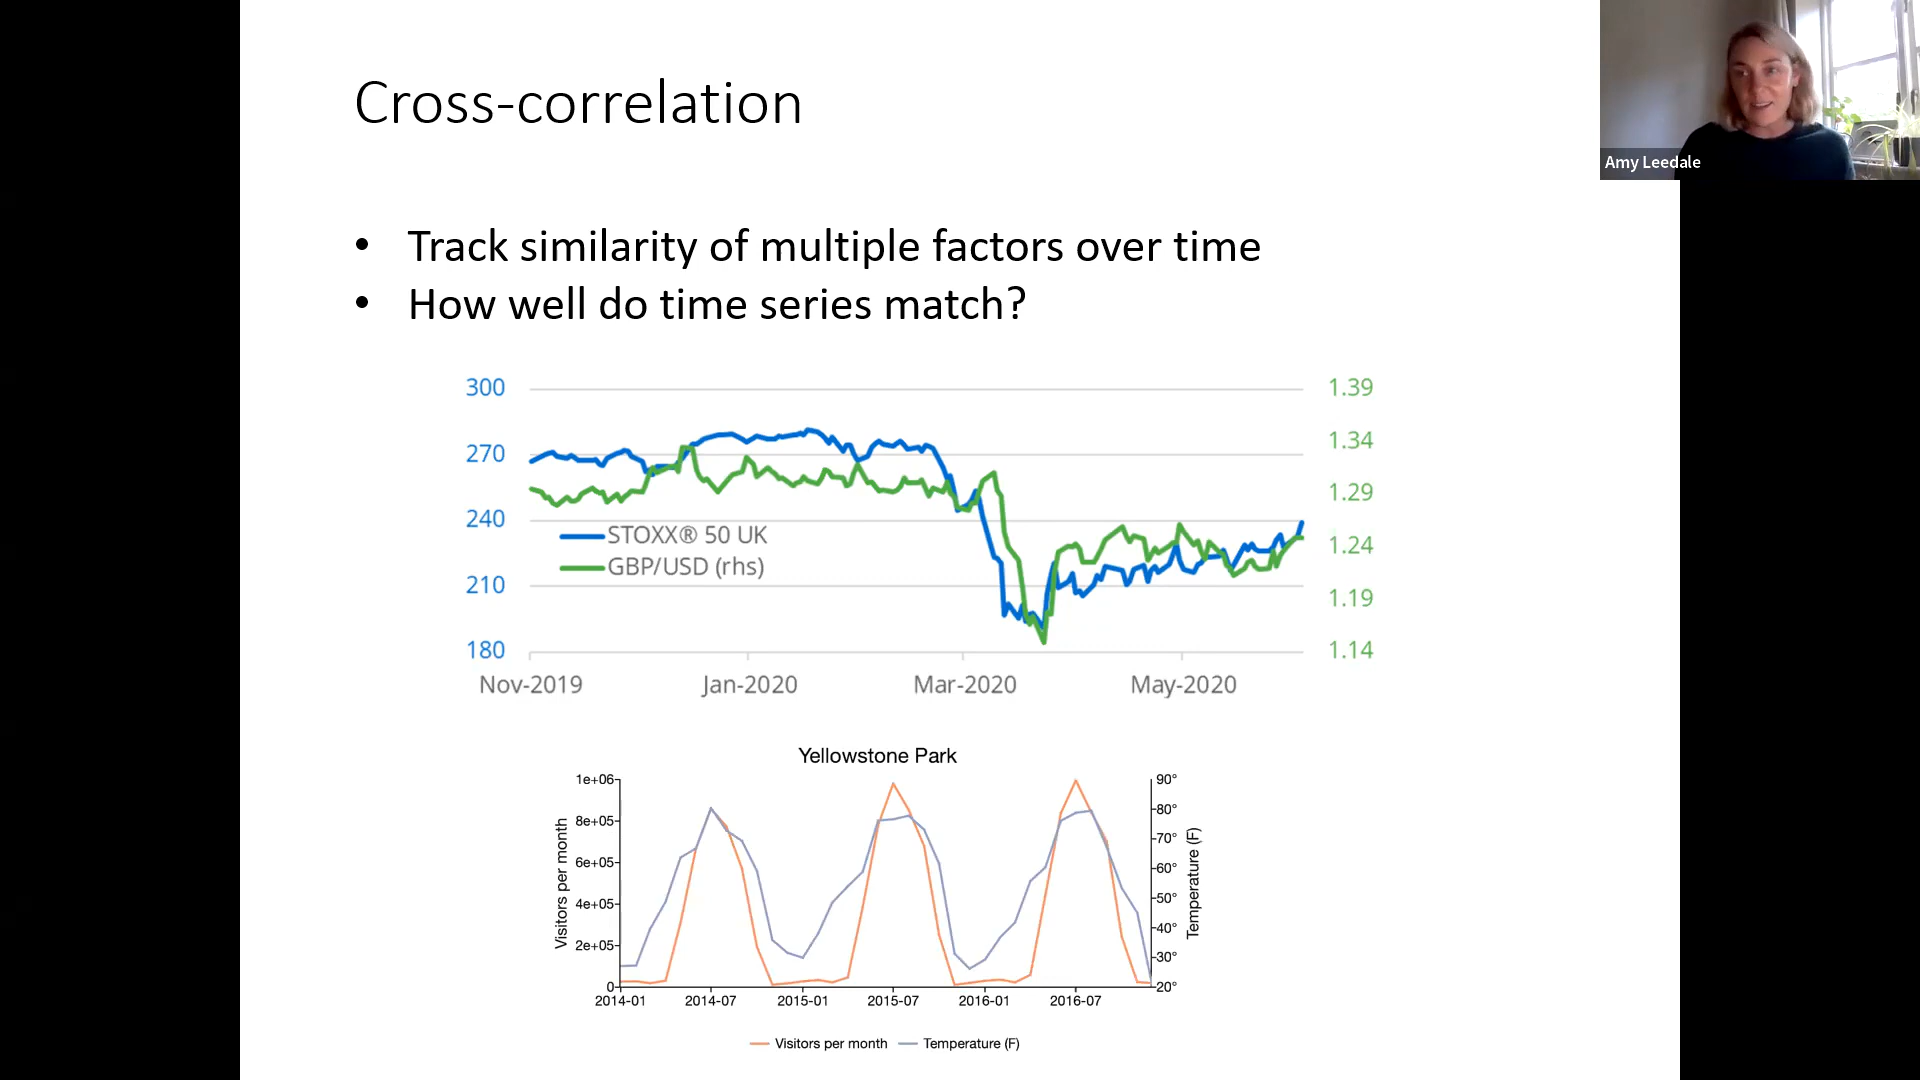 Cross-correlation
Amy Leedale
• Track similarity of multiple factors over time
• How well do time series match?
300
270
240
210
180
1.39
1.34
1.29
1.24
1.19
1.14
STOXX® 50 UK
GBP/USD (rhs)
Nov-2019 Jan-2020 Mar-2020 May-2020
Yellowstone Park
Visitors per month
1e+06
8e+05
6e+05
4e+05
2e+05
0
90°
80°
70°
60°
50°
40°
30°
20°
Temperature (F)
2014-01 2014-07 2015-01 2015-07 2016-01 2016-07
Visitors per month Temperature (F)